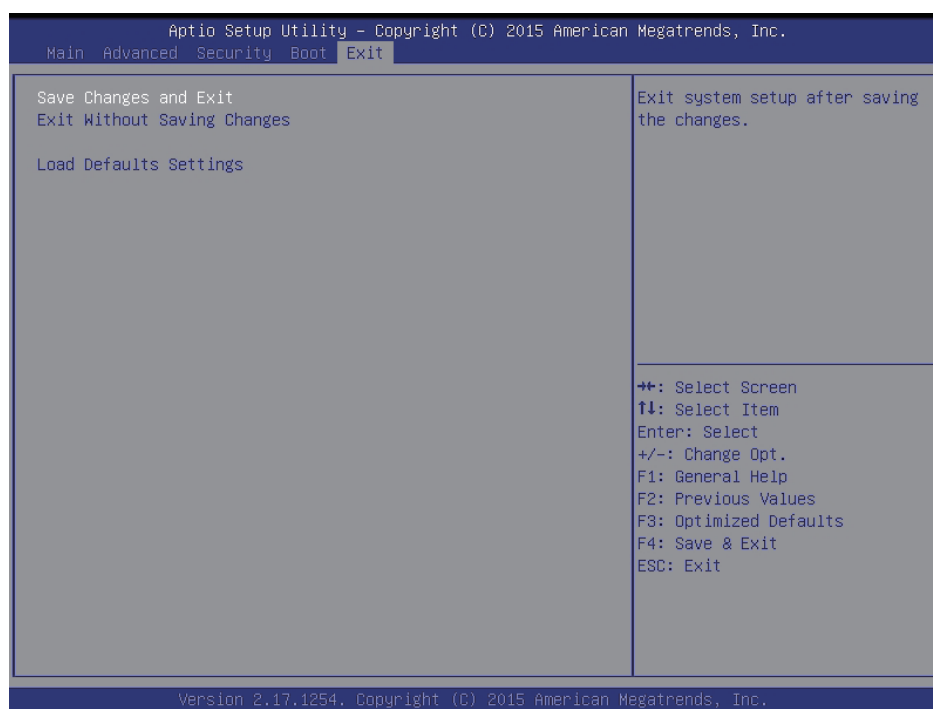 Aptio Setup Utility – Copyright (C) 2015 American Megatrends, Inc.
Main Advanced Security Boot Exit
Save Changes and Exit
Exit Without Saving Changes
Load Defaults Settings
Exit system setup after saving
the changes.
→←: Select Screen
↑↓: Select Item
Enter: Select
+/-: Change Opt.
F1: General Help
F2: Previous Values
F3: Optimized Defaults
F4: Save & Exit
ESC: Exit
Version 2.17.1254. Copyright (C) 2015 American Megatrends, Inc.